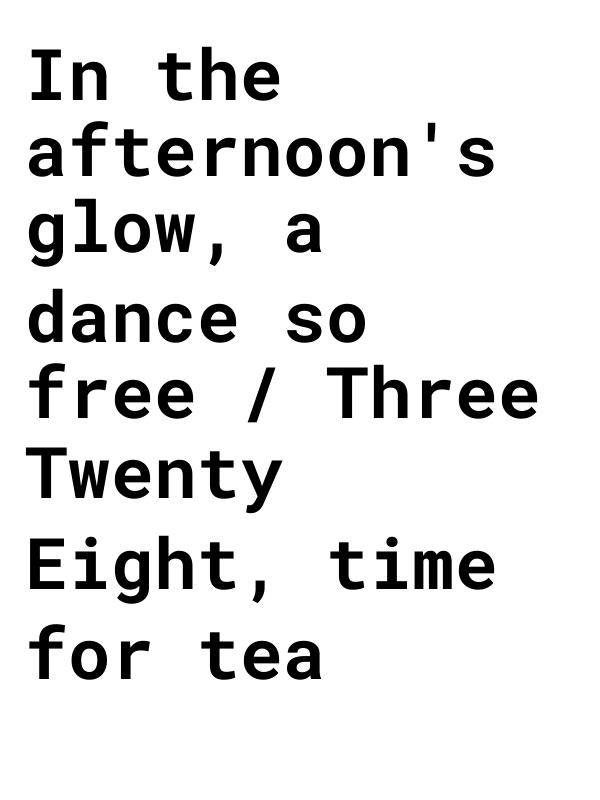 In the
afternoon's
glow, a
dance so
free / Three
Twenty
Eight, time
for tea